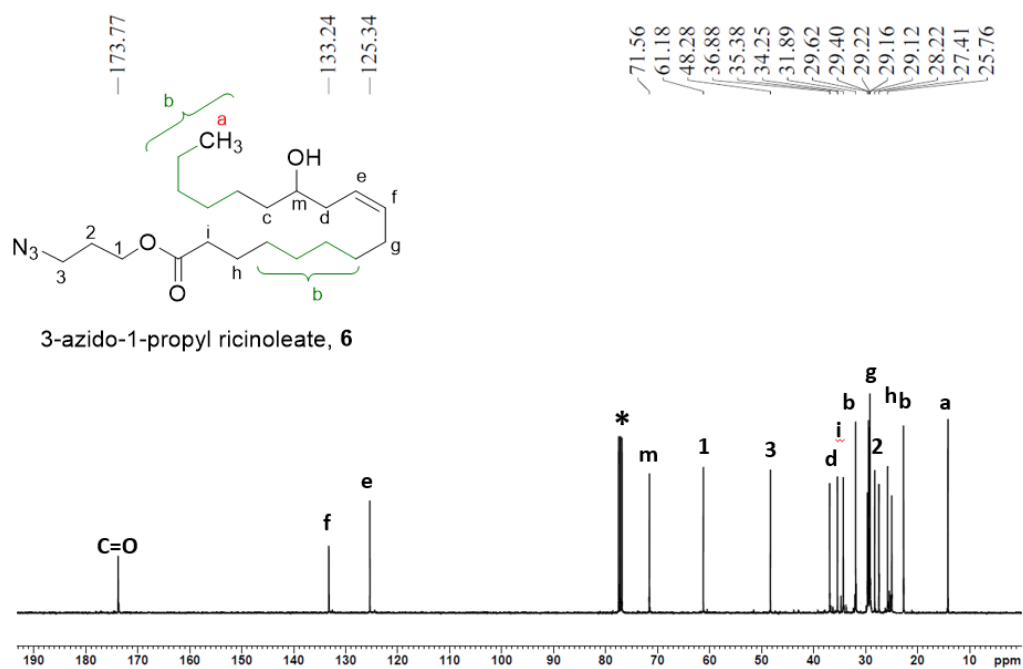 173.77
133.24
125.34
71.56
61.18
48.28
36.88
35.38
34.25
31.89
29.62
29.40
29.22
29.16
29.12
28.22
27.41
25.76
b
a
CH3
OH
e
f
c
m
d
g
N3
2
1
O
i
3
h
O
b
3-azido-1-propyl ricinoleate, 6
C=O
f
e
*
m
1
3
d
i
b
g
2
h
b
a
190 180 170 160 150 140 130 120 110 100 90 80 70 60 50 40 30 20 10 ppm